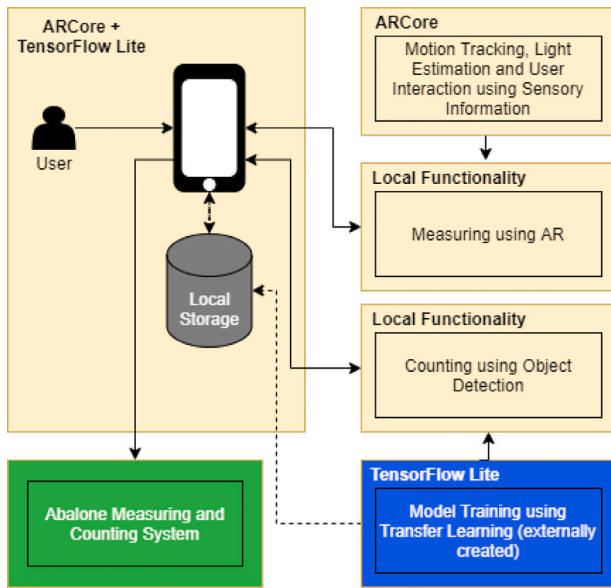 ARCore +
TensorFlow Lite
User
Local
Storage
ARCore
Motion Tracking, Light
Estimation and User
Interaction using Sensory
Information
Local Functionality
Measuring using AR
Local Functionality
Counting using Object
Detection
Abalone Measuring and
Counting System
TensorFlow Lite
Model Training using
Transfer Learning (externally
created)